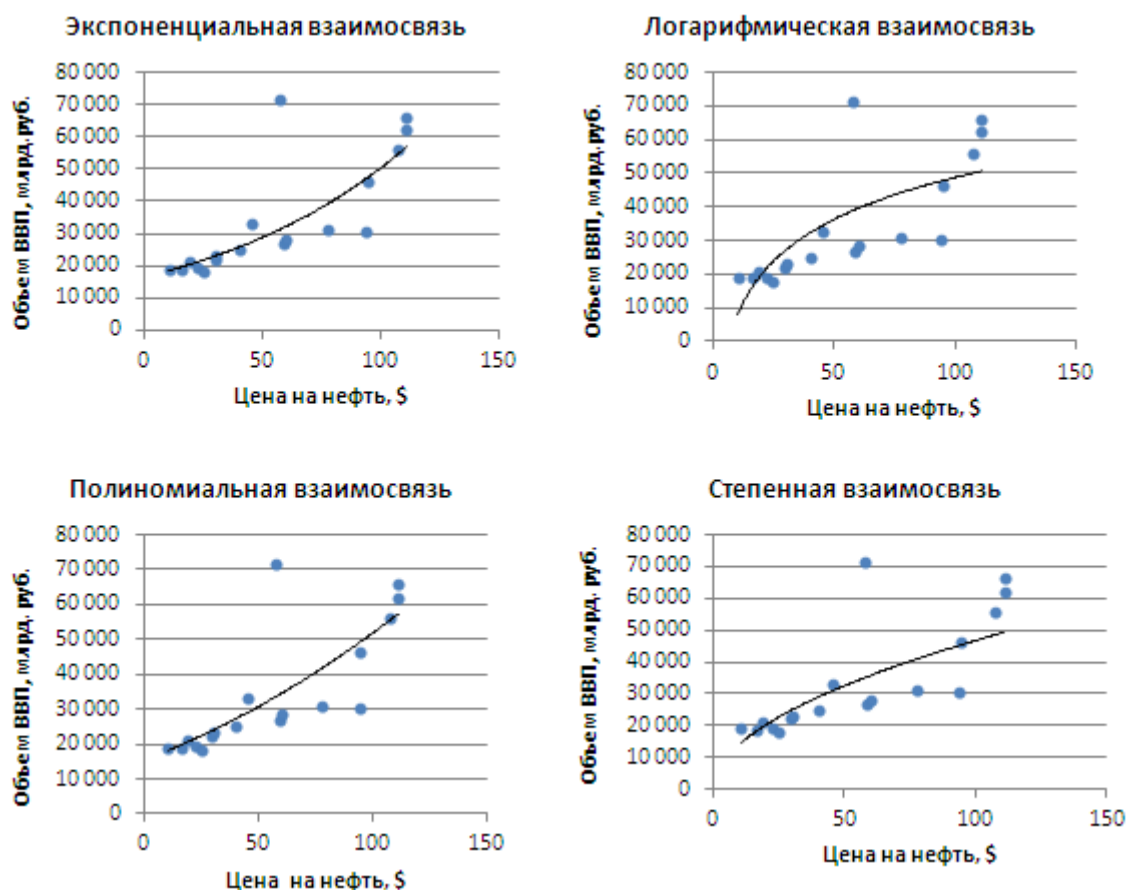 Экспоненциальная взаимосвязь
Объем ВВП, млрд.руб.
80 000
70 000
60 000
50 000
40 000
30 000
20 000
10 000
0
0 50 100 150
Цена на нефть, $
Логарифмическая взаимосвязь
Объем ВВП, млрд.руб.
80 000
70 000
60 000
50 000
40 000
30 000
20 000
10 000
0
0 50 100 150
Цена на нефть, $
Полиномиальная взаимосвязь
Объем ВВП, млрд. руб.
80 000
70 000
60 000
50 000
40 000
30 000
20 000
10 000
0
0 50 100 150
Цена на нефть, $
Степенная взаимосвязь
Объем ВВП, млрд. руб.
80 000
70 000
60 000
50 000
40 000
30 000
20 000
10 000
0
0 50 100 150
Цена на нефть, $